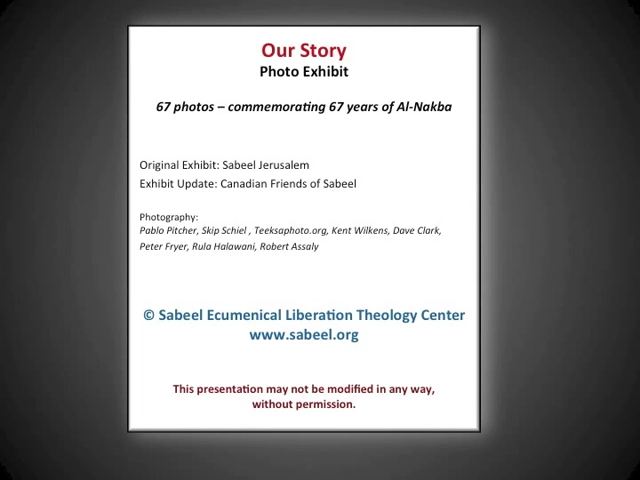 Our Story
Photo Exhibit
67 photos – commemorating 67 years of Al-Nakba
Original Exhibit: Sabeel Jerusalem
Exhibit Update: Canadian Friends of Sabeel
Photography:
Pablo Pitcher, Skip Schiel , Teeksaphoto.org, Kent Wilkens, Dave Clark,
Peter Fryer, Rula Halawani, Robert Assaly
© Sabeel Ecumenical Liberation Theology Center
www.sabeel.org
This presentation may not be modified in any way,
without permission.